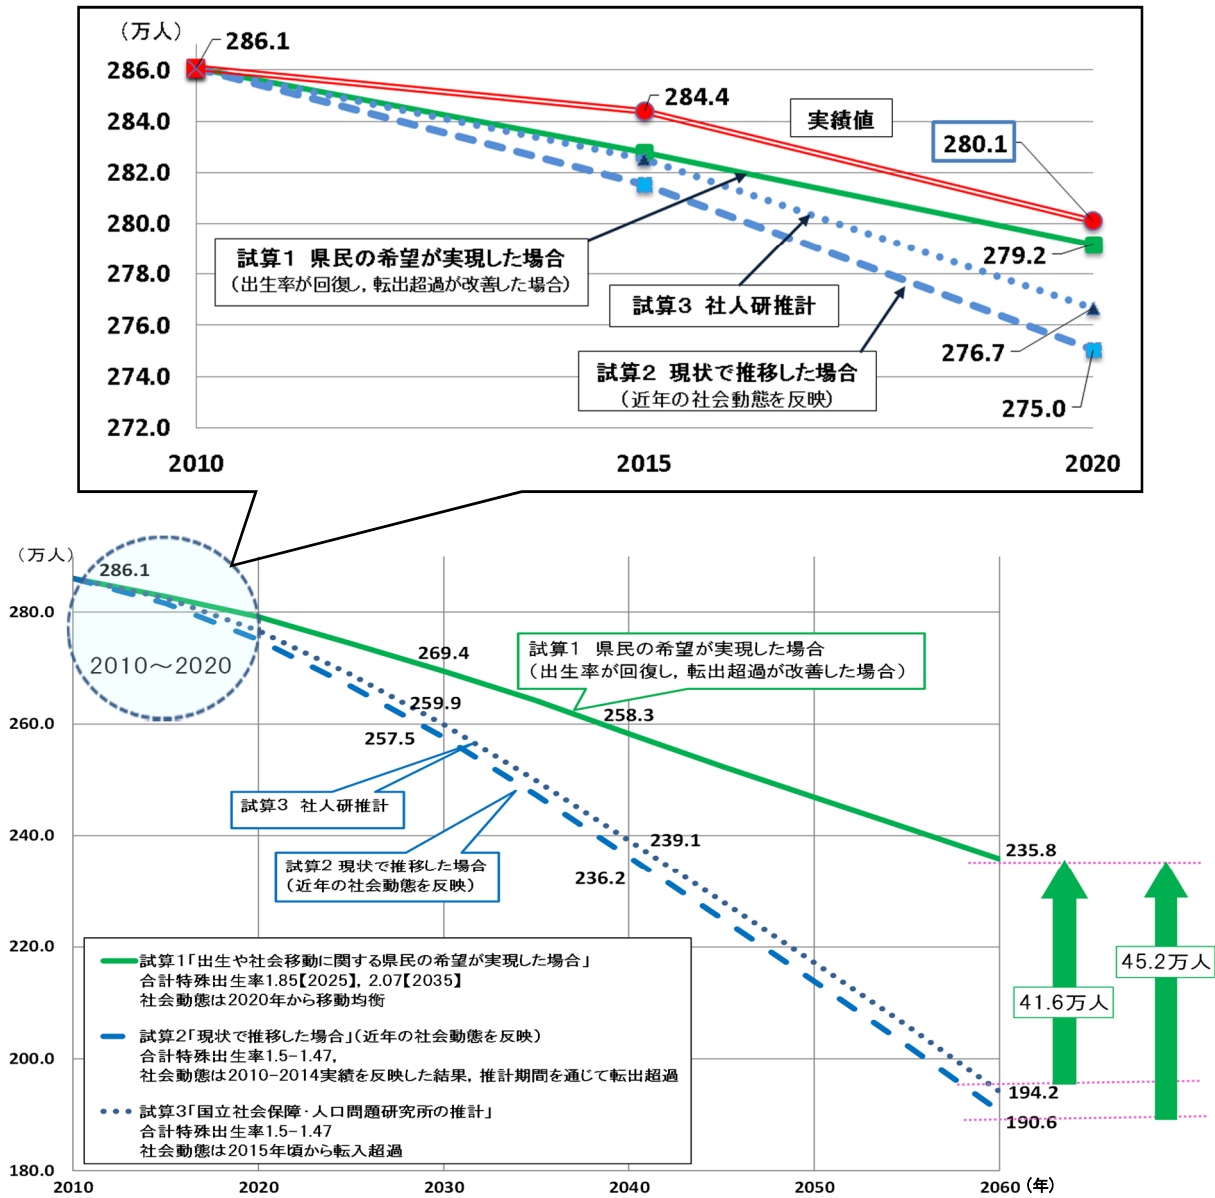 （万人）
286.1
286.0
284.4
284.0
実績値
280.1
282.0
280.0
試算１ 県民の希望が実現した場合
（出生率が回復し，転出超過が改善した場合）
279.2
278.0
試算３ 社人研推計
276.0
276.7
試算２ 現状で推移した場合
（近年の社会動態を反映）
274.0
275.0
272.0
2010
2015
2020
（万人）
286.1
280.0
2010～2020
試算１　県民の希望が実現した場合
（出生率が回復し，転出超過が改善した場合）
269.4
259.9
258.3
260.0
257.5
試算３　社人研推計
240.0
239.1
試算２ 現状で推移した場合
（近年の社会動態を反映）
236.2
235.8
220.0
試算１「出生や社会移動に関する県民の希望が実現した場合」
合計特殊出生率1.85【2025】，2.07【2035】
社会動態は2020年から移動均衡
45.2万人
41.6万人
試算２「現状で推移した場合」（近年の社会動態を反映）
合計特殊出生率1.5－1.47，
社会動態は2010－2014実績を反映した結果，推計期間を通じて転出超過
200.0
194.2
試算３「国立社会保障・人口問題研究所の推計」
合計特殊出生率1.5－1.47
社会動態は2015年頃から転入超過
190.6
180.0
2010
2020
2030
2040
2050
2060
（年）